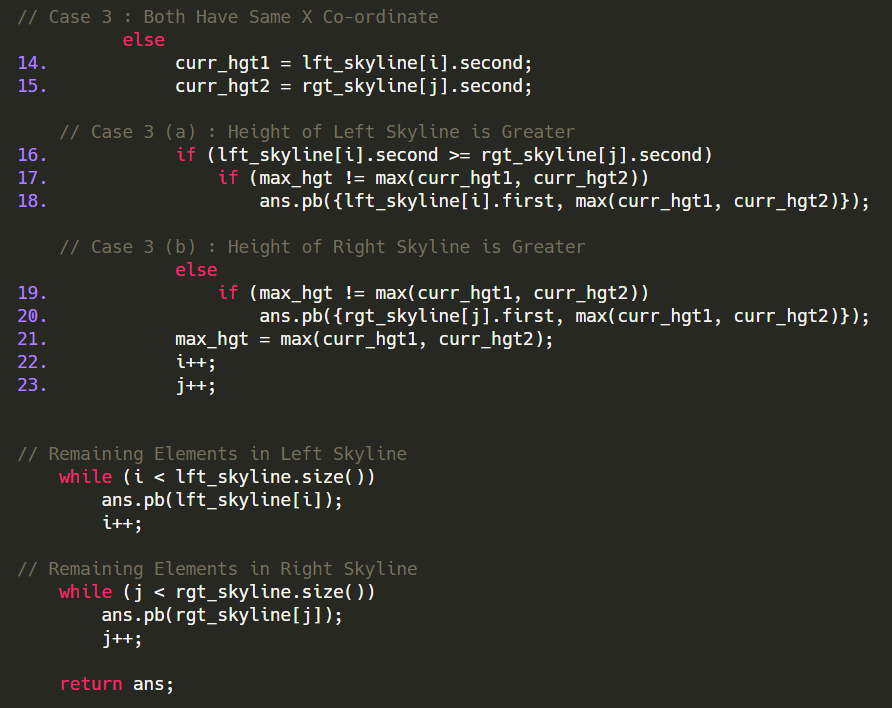 // Case 3 : Both Have Same X Co-ordinate
else
14. curr_hgt1 = lft_skyline[i].second;
15. curr_hgt2 = rgt_skyline[j].second;
// Case 3 (a) : Height of Left Skyline is Greater
16. if (lft_skyline[i].second >= rgt_skyline[j].second)
17. if (max_hgt != max(curr_hgt1, curr_hgt2))
18. ans.pb({lft_skyline[i].first, max(curr_hgt1, curr_hgt2)});
// Case 3 (b) : Height of Right Skyline is Greater
else
19. if (max_hgt != max(curr_hgt1, curr_hgt2))
20. ans.pb({rgt_skyline[j].first, max(curr_hgt1, curr_hgt2)});
21. max_hgt = max(curr_hgt1, curr_hgt2);
22. i++;
23. j++;
// Remaining Elements in Left Skyline
while (i < lft_skyline.size())
ans.pb(lft_skyline[i]);
i++;
// Remaining Elements in Right Skyline
while (j < rgt_skyline.size())
ans.pb(rgt_skyline[j]);
j++;
return ans;